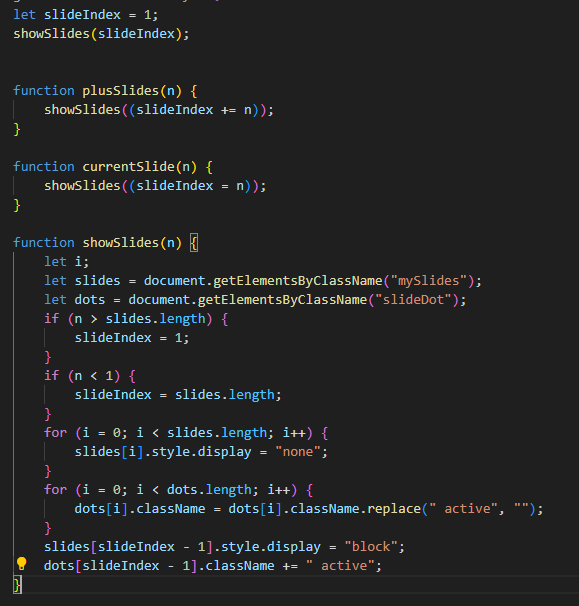 let slideIndex = 1;
showSlides(slideIndex);
function plusSlides(n) {
    showSlides((slideIndex += n));
}
function currentSlide(n) {
    showSlides((slideIndex = n));
}
function showSlides(n) {
    let i;
    let slides = document.getElementsByClassName("mySlides");
    let dots = document.getElementsByClassName("slideDot");
    if (n > slides.length) {
        slideIndex = 1;
    }
    if (n < 1) {
        slideIndex = slides.length;
    }
    for (i = 0; i < slides.length; i++) {
        slides[i].style.display = "none";
    }
    for (i = 0; i < dots.length; i++) {
        dots[i].className = dots[i].className.replace(" active", "");
    }
    slides[slideIndex - 1].style.display = "block";
    dots[slideIndex - 1].className += " active";
}